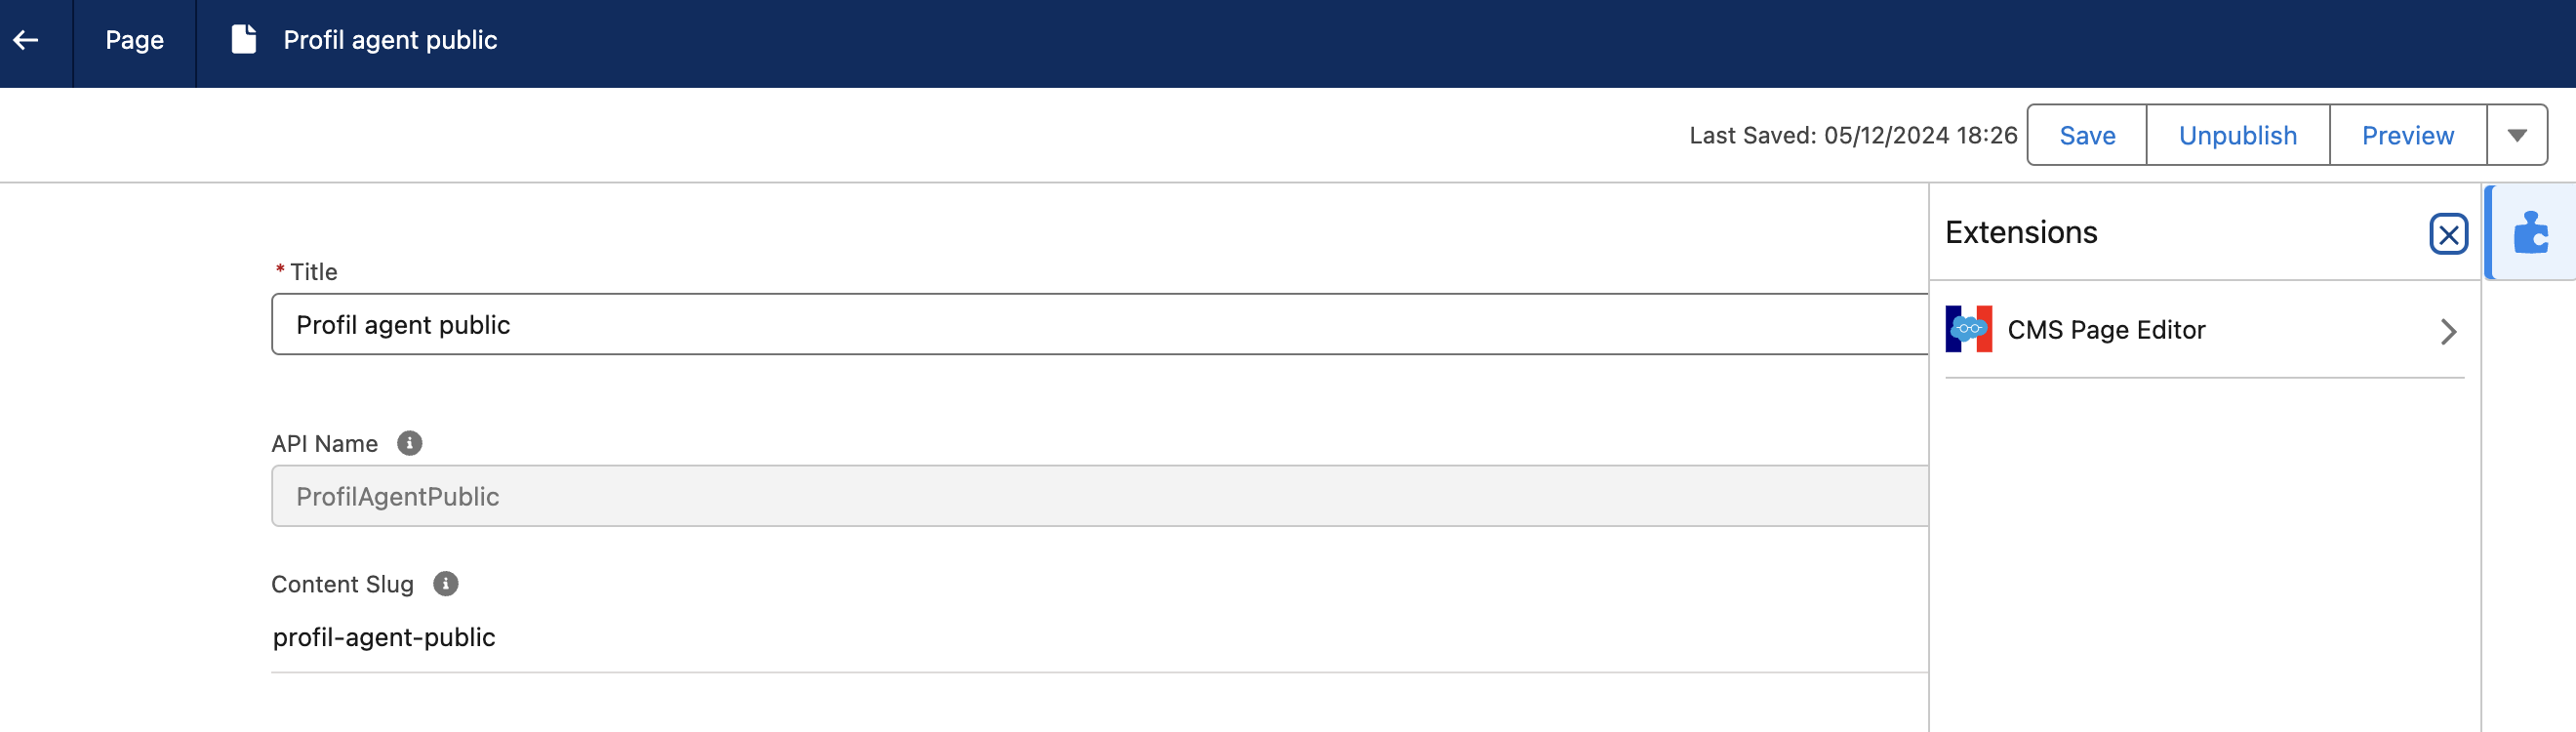 Page
Profil agent public
Last Saved: 05/12/2024 18:26
Save
Unpublish
Preview
Extensions
* Title
Profil agent public
CMS Page Editor
API Name
ProfilAgentPublic
Content Slug
profil-agent-public